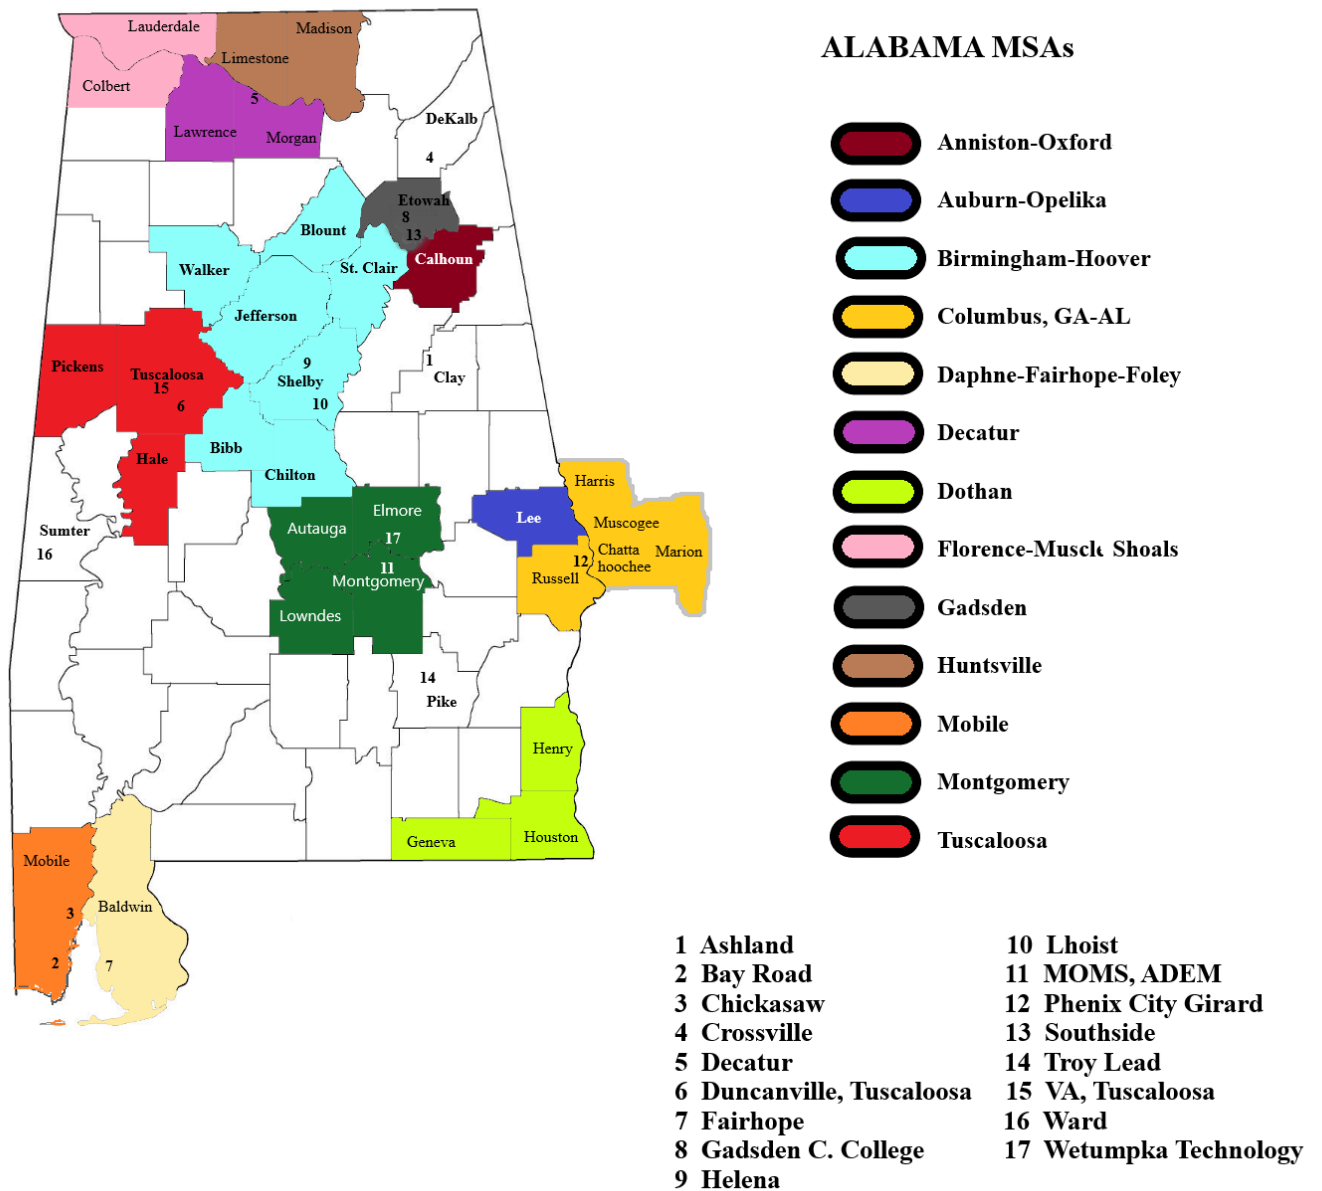 Lauderdale
Madison
Limestone
Colbert
5
Lawrence
Morgan
DeKalb
4
Etowah
8
13
Blount
Calhoun
St. Clair
Walker
Jefferson
9
Shelby
10
1
Clay
Pickens
Tuscaloosa
15
6
Bibb
Hale
Chilton
Harris
Elmore
17
Autauga
Lee
Muscogee
Sumter
16
Chatta
hoochee
Marion
12
Russell
11
Montgomery
Lowndes
14
Pike
Henry
Geneva
Houston
Mobile
3
2
Baldwin
7
ALABAMA MSAs
Anniston-Oxford
Auburn-Opelika
Birmingham-Hoover
Columbus, GA-AL
Daphne-Fairhope-Foley
Decatur
Dothan
Florence-Muscle Shoals
Gadsden
Huntsville
Mobile
Montgomery
Tuscaloosa
1 Ashland
2 Bay Road
3 Chickasaw
4 Crossville
5 Decatur
6 Duncanville, Tuscaloosa
7 Fairhope
8 Gadsden C. College
9 Helena
10 Lhoist
11 MOMS, ADEM
12 Phenix City Girard
13 Southside
14 Troy Lead
15 VA, Tuscaloosa
16 Ward
17 Wetumpka Technology